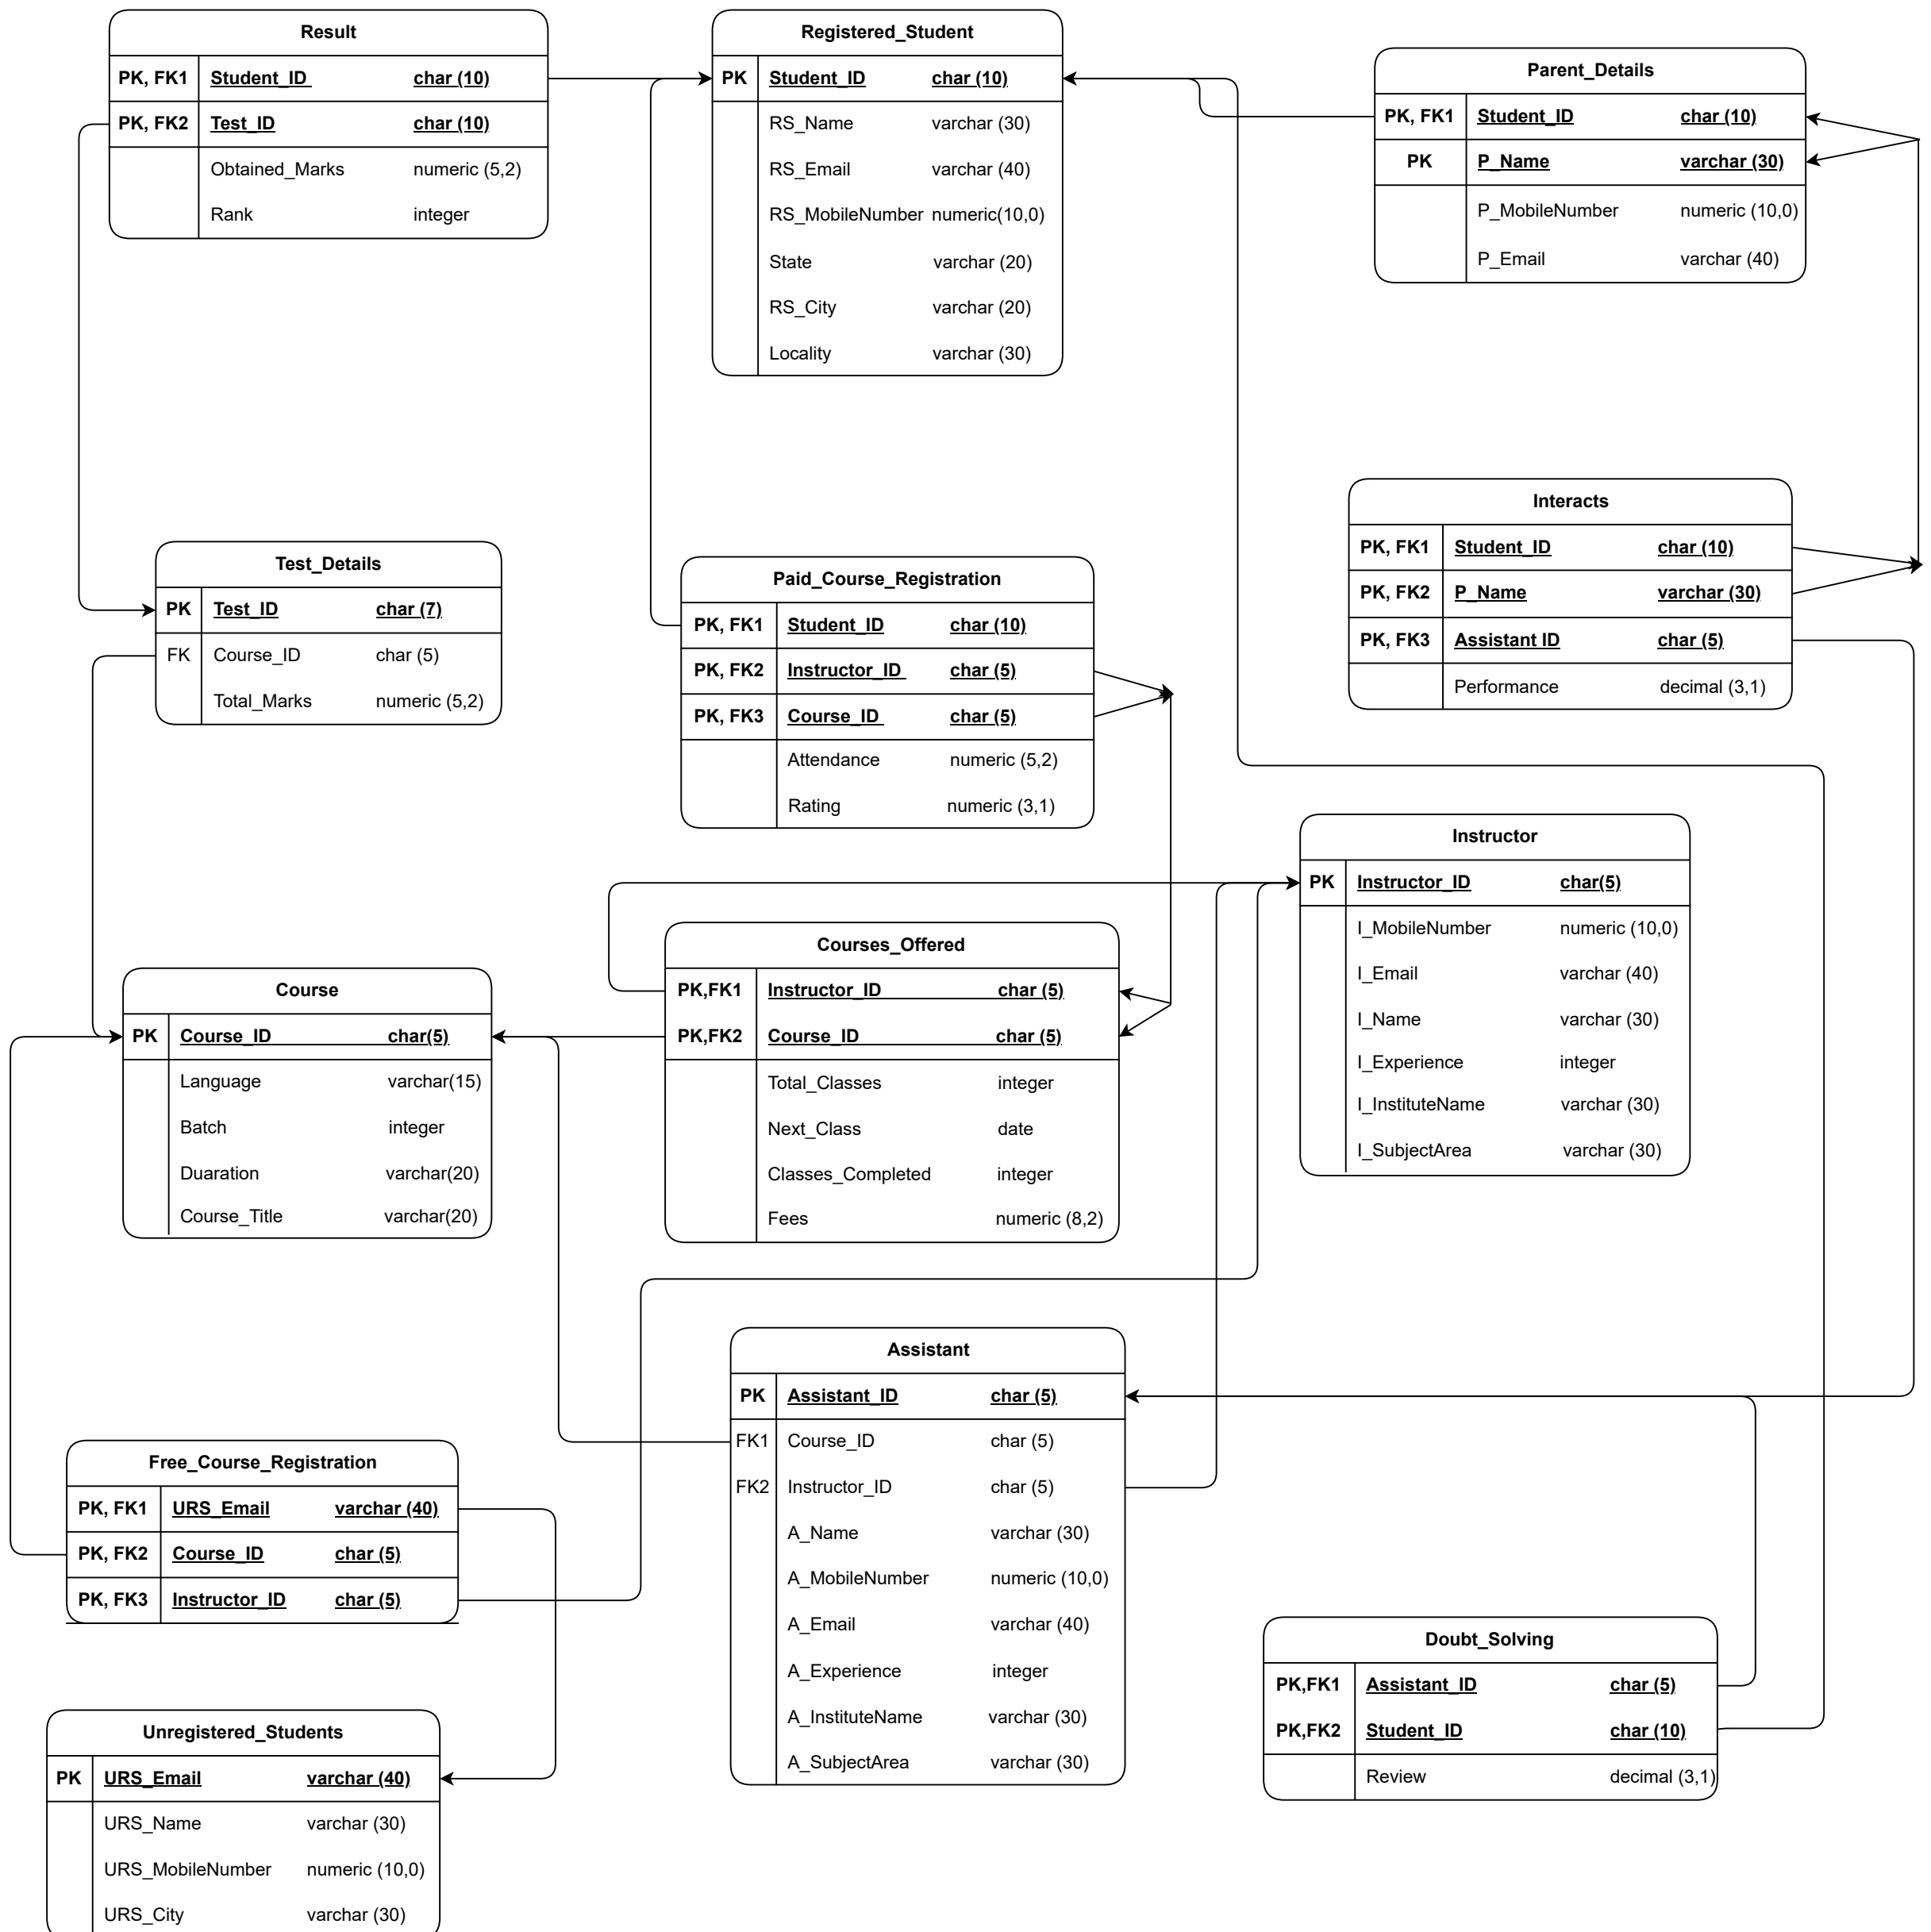 Result
PK, FK1 Student_ID char (10)
PK, FK2 Test_ID char (10)
Obtained_Marks numeric (5,2)
Rank integer
Registered_Student
PK Student_ID char (10)
RS_Name varchar (30)
RS_Email varchar (40)
RS_MobileNumber numeric(10,0)
State varchar (20)
RS_City varchar (20)
Locality varchar (30)
Parent_Details
PK, FK1 Student_ID char (10)
PK P_Name varchar (30)
P_MobileNumber numeric (10,0)
P_Email varchar (40)
Interacts
PK, FK1 Student_ID char (10)
PK, FK2 P_Name varchar (30)
PK, FK3 Assistant ID char (5)
Performance decimal (3,1)
Test_Details
PK Test_ID char (7)
FK Course_ID char (5)
Total_Marks numeric (5,2)
Paid_Course_Registration
PK, FK1 Student_ID char (10)
PK, FK2 Instructor_ID char (5)
PK, FK3 Course_ID char (5)
Attendance numeric (5,2)
Rating numeric (3,1)
Instructor
PK Instructor_ID char(5)
I_MobileNumber numeric (10,0)
I_Email varchar (40)
I_Name varchar (30)
I_Experience integer
I_InstituteName varchar (30)
I_SubjectArea varchar (30)
Courses_Offered
PK,FK1 Instructor_ID char (5)
PK,FK2 Course_ID char (5)
Total_Classes integer
Next_Class date
Classes_Completed integer
Fees numeric (8,2)
Course
PK Course_ID char(5)
Language varchar(15)
Batch integer
Duaration varchar(20)
Course_Title varchar(20)
Assistant
PK Assistant_ID char (5)
FK1 Course_ID char (5)
FK2 Instructor_ID char (5)
A_Name varchar (30)
A_MobileNumber numeric (10,0)
A_Email varchar (40)
A_Experience integer
A_InstituteName varchar (30)
A_SubjectArea varchar (30)
Free_Course_Registration
PK, FK1 URS_Email varchar (40)
PK, FK2 Course_ID char (5)
PK, FK3 Instructor_ID char (5)
Doubt_Solving
PK,FK1 Assistant_ID char (5)
PK,FK2 Student_ID char (10)
Review decimal (3,1)
Unregistered_Students
PK URS_Email varchar (40)
URS_Name varchar (30)
URS_MobileNumber numeric (10,0)
URS_City varchar (30)